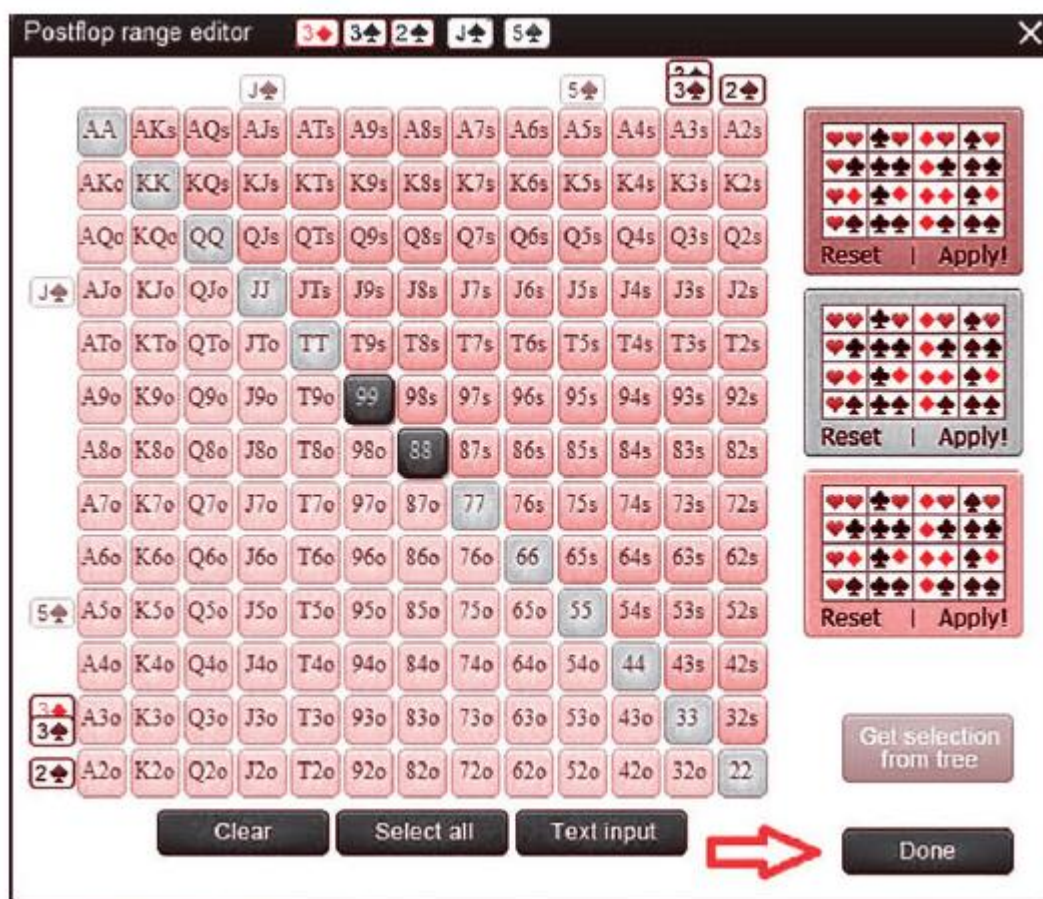 Postflop range editor 3♦ 3♠ 2♠ J♠ 5♠
J♠ 5♠ 3♠ 2♠
AA AKs AQs AJs ATs A9s A8s A7s A6s A5s A4s A3s A2s
AKo KK KQs KJs KTs K9s K8s K7s K6s K5s K4s K3s K2s
AQo KQo QQ QJs QTs Q9s Q8s Q7s Q6s Q5s Q4s Q3s Q2s
Reset | Apply!
J♠ AJo KJo QJo JJ JTs J9s J8s J7s J6s J5s J4s J3s J2s
ATo KTo QTo JTo TT T9s T8s T7s T6s T5s T4s T3s T2s
A9o K9o Q9o J9o T9o 99 98s 97s 96s 95s 94s 93s 92s
A8o K8o Q8o J8o T8o 98o 88 87s 86s 85s 84s 83s 82s
Reset | Apply!
A7o K7o Q7o J7o T7o 97o 87o 77 76s 75s 74s 73s 72s
A6o K6o Q6o J6o T6o 96o 86o 76o 66 65s 64s 63s 62s
5♠ A5o K5o Q5o J5o T5o 95o 85o 75o 65o 55 54s 53s 52s
Reset | Apply!
A4o K4o Q4o J4o T4o 94o 84o 74o 64o 54o 44 43s 42s
3♦
3♠ A3o K3o Q3o J3o T3o 93o 83o 73o 63o 53o 43o 33 32s
2♠ A2o K2o Q2o J2o T2o 92o 82o 72o 62o 52o 42o 32o 22
Get selection
from tree
Clear Select all Text input
Done